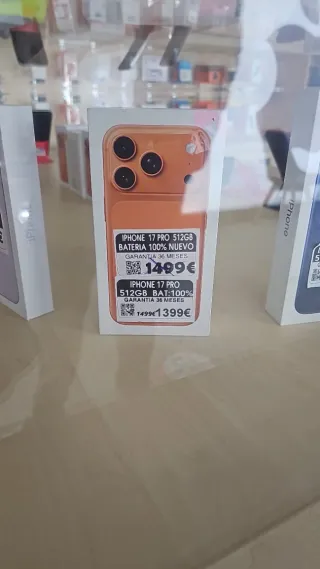 IPHONE 17 PRO 512GB
BATERIA 100% NUEVO
GARANTIA 36 MESES
1499€
IPHONE 17 PRO
512GB BAT:100%
GARANTIA 36 MESES
1499€ 1399€
iPhone